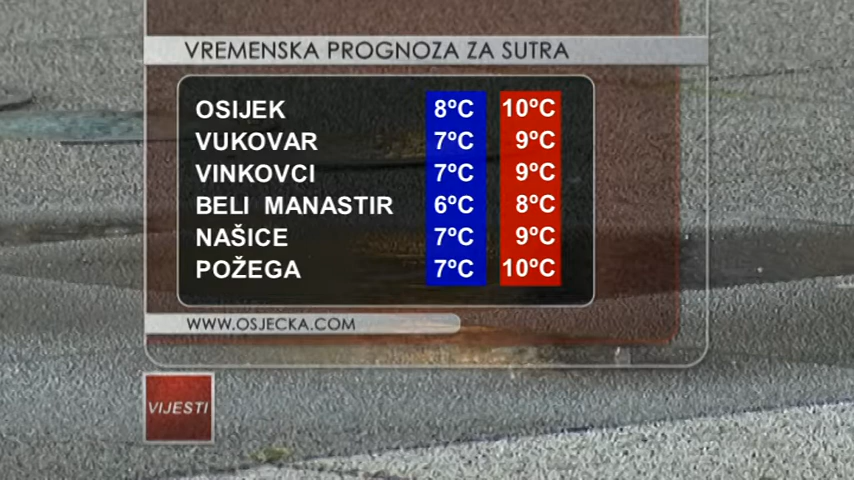 VREMENSKA PROGNOZA ZA SUTRA
OSIJEK 8ºC 10ºC
VUKOVAR 7ºC 9ºC
VINKOVCI 7ºC 9ºC
BELI MANASTIR 6ºC 8ºC
NAŠICE 7ºC 9ºC
POŽEGA 7ºC 10ºC
WWW.OSJECKA.COM
VIJESTI